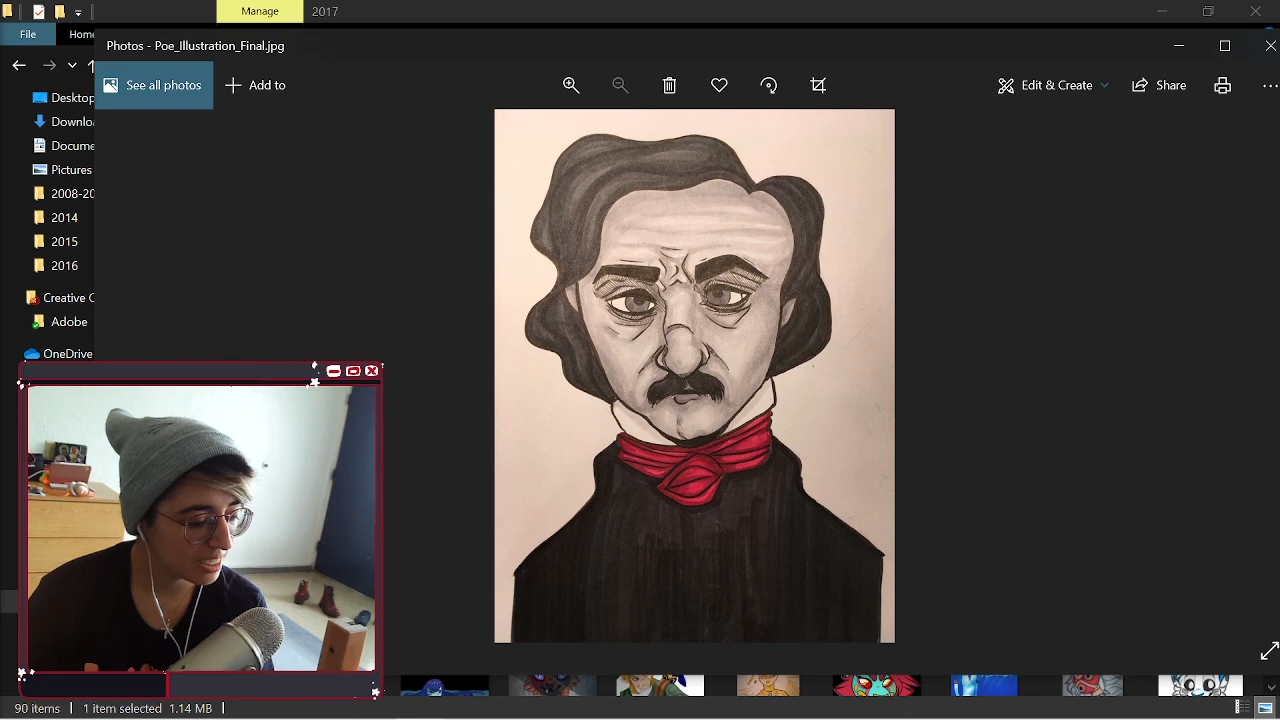 Manage
2017
File
Home
Photos - Poe_Illustration_Final.jpg
See all photos
Add to
Edit & Create
Share
Desktop
Downlo
Docume
Pictures
2008-20
2014
2015
2016
Creative C
Adobe
OneDrive
90 items
1 item selected
1.14 MB